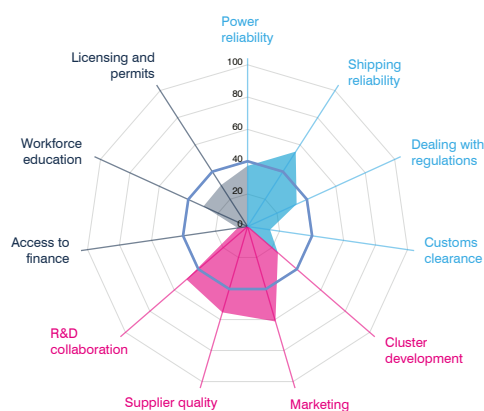 Power
reliability
Licensing and
permits
Shipping
reliability
100
80
60
40
20
0
Workforce
education
Dealing with
regulations
Access to
finance
Customs
clearance
R&D
collaboration
Cluster
development
Supplier quality
Marketing